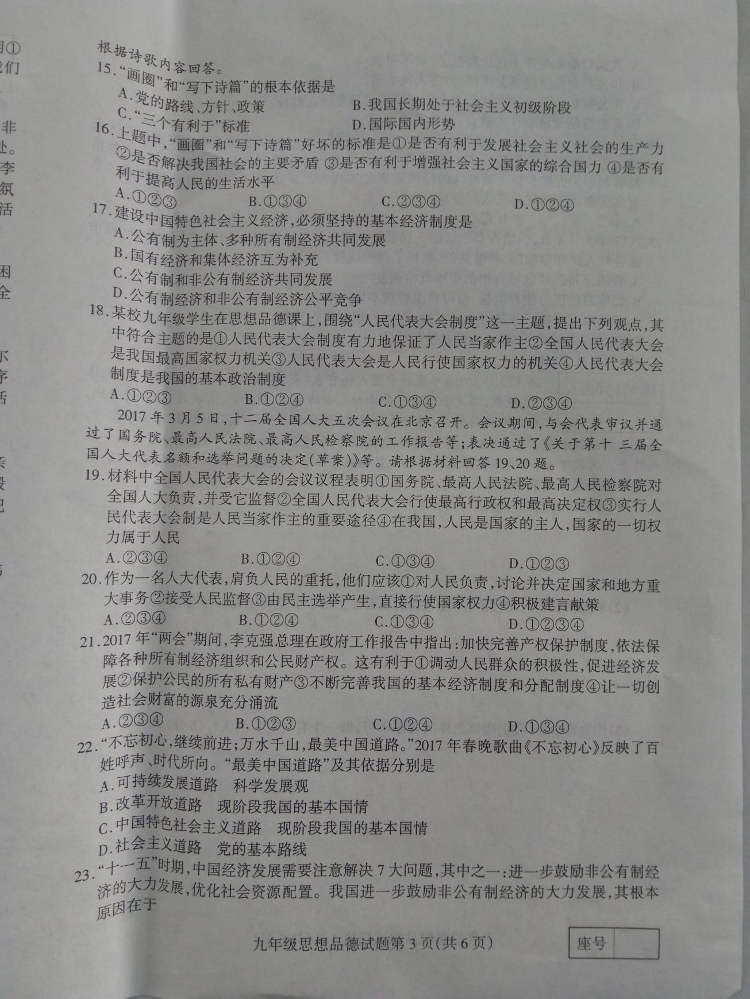 根据诗歌内容回答。
15.“画圈”和“写下诗篇”的根本依据是
A.党的路线、方针、政策 B.我国长期处于社会主义初级阶段
C.“三个有利于”标准 D.国际国内形势
16.上题中,“画圈”和“写下诗篇”好坏的标准是①是否有利于发展社会主义社会的生产力
②是否解决我国社会的主要矛盾 ③是否有利于增强社会主义国家的综合国力 ④是否有
利于提高人民的生活水平
A.①②③ B.①③④ C.②③④ D.①②④
17.建设中国特色社会主义经济,必须坚持的基本经济制度是
A.公有制为主体、多种所有制经济共同发展
B.国有经济和集体经济互为补充
C.公有制和非公有制经济共同发展
D.公有制经济和非公有制经济公平竞争
18.某校九年级学生在思想品德课上,围绕“人民代表大会制度”这一主题,提出下列观点,其
中符合主题的是①人民代表大会制度有力地保证了人民当家作主②全国人民代表大会
是我国最高国家权力机关③人民代表大会是人民行使国家权力的机关④人民代表大会
制度是我国的基本政治制度
A.①②③ B.①②④ C.①③④ D.②③④
2017年3月5日,十二届全国人大五次会议在北京召开。会议期间,与会代表审议并通
过了国务院、最高人民法院、最高人民检察院的工作报告等;表决通过了《关于第十 三届全
国人大代表名额和选举问题的决定(草案)》等。请根据材料回答19、20题。
19.材料中全国人民代表大会的会议议程表明①国务院、最高人民法院、最高人民检察院对
全国人大负责,并受它监督②全国人民代表大会行使最高行政权和最高决定权③实行人
民代表大会制是人民当家作主的重要途径④在我国,人民是国家的主人,国家的一切权
力属于人民
A.②③④ B.①②④ C.①③④ D.①②③
20.作为一名人大代表,肩负人民的重托,他们应该①对人民负责,讨论并决定国家和地方重
大事务②接受人民监督③由民主选举产生,直接行使国家权力④积极建言献策
A.②③④ B.①②④ C.①③④ D.①②③④
21.2017年“两会”期间,李克强总理在政府工作报告中指出:加快完善产权保护制度,依法保
障各种所有制经济组织和公民财产权。这有利于①调动人民群众的积极性,促进经济发
展②保护公民的所有私有财产③不断完善我国的基本经济制度和分配制度④让一切创
造社会财富的源泉充分涌流
A.②③④ B.①②③ C.①②④ D.①③④
22.“不忘初心,继续前进;万水千山,最美中国道路。”2017年春晚歌曲《不忘初心》反映了百
姓呼声、时代所向。“最美中国道路”及其依据分别是
A.可持续发展道路 科学发展观
B.改革开放道路 现阶段我国的基本国情
C.中国特色社会主义道路 现阶段我国的基本国情
D.社会主义道路 党的基本路线
23.“十一五”时期,中国经济发展需要注意解决7大问题,其中之一:进一步鼓励非公有制经
济的大力发展,优化社会资源配置。我国进一步鼓励非公有制经济的大力发展,其根本
原因在于
九年级思想品德试题第3页(共6页)
座号